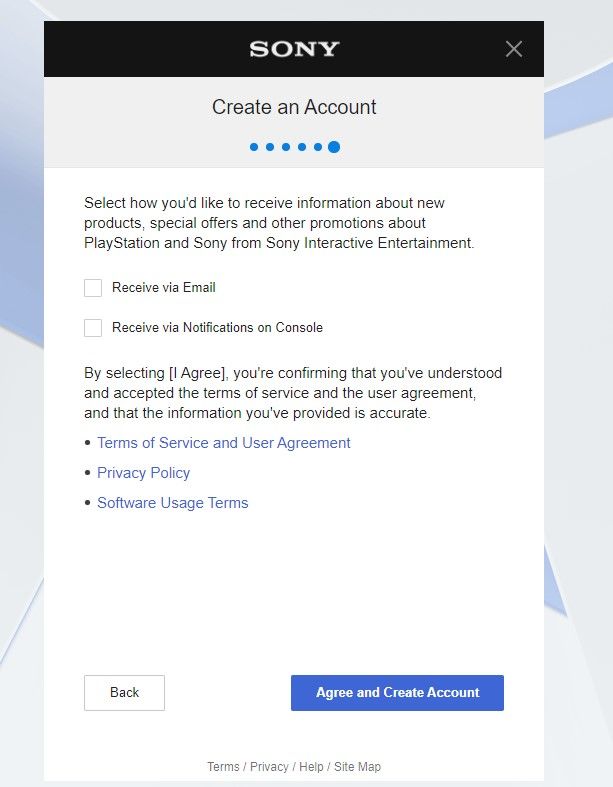 SONY
Create an Account
Select how you'd like to receive information about new
products, special offers and other promotions about
PlayStation and Sony from Sony Interactive Entertainment.
Receive via Email
Receive via Notifications on Console
By selecting [I Agree], you're confirming that you've understood
and accepted the terms of service and the user agreement,
and that the information you've provided is accurate.
• Terms of Service and User Agreement
• Privacy Policy
• Software Usage Terms
Back
Agree and Create Account
Terms / Privacy / Help / Site Map